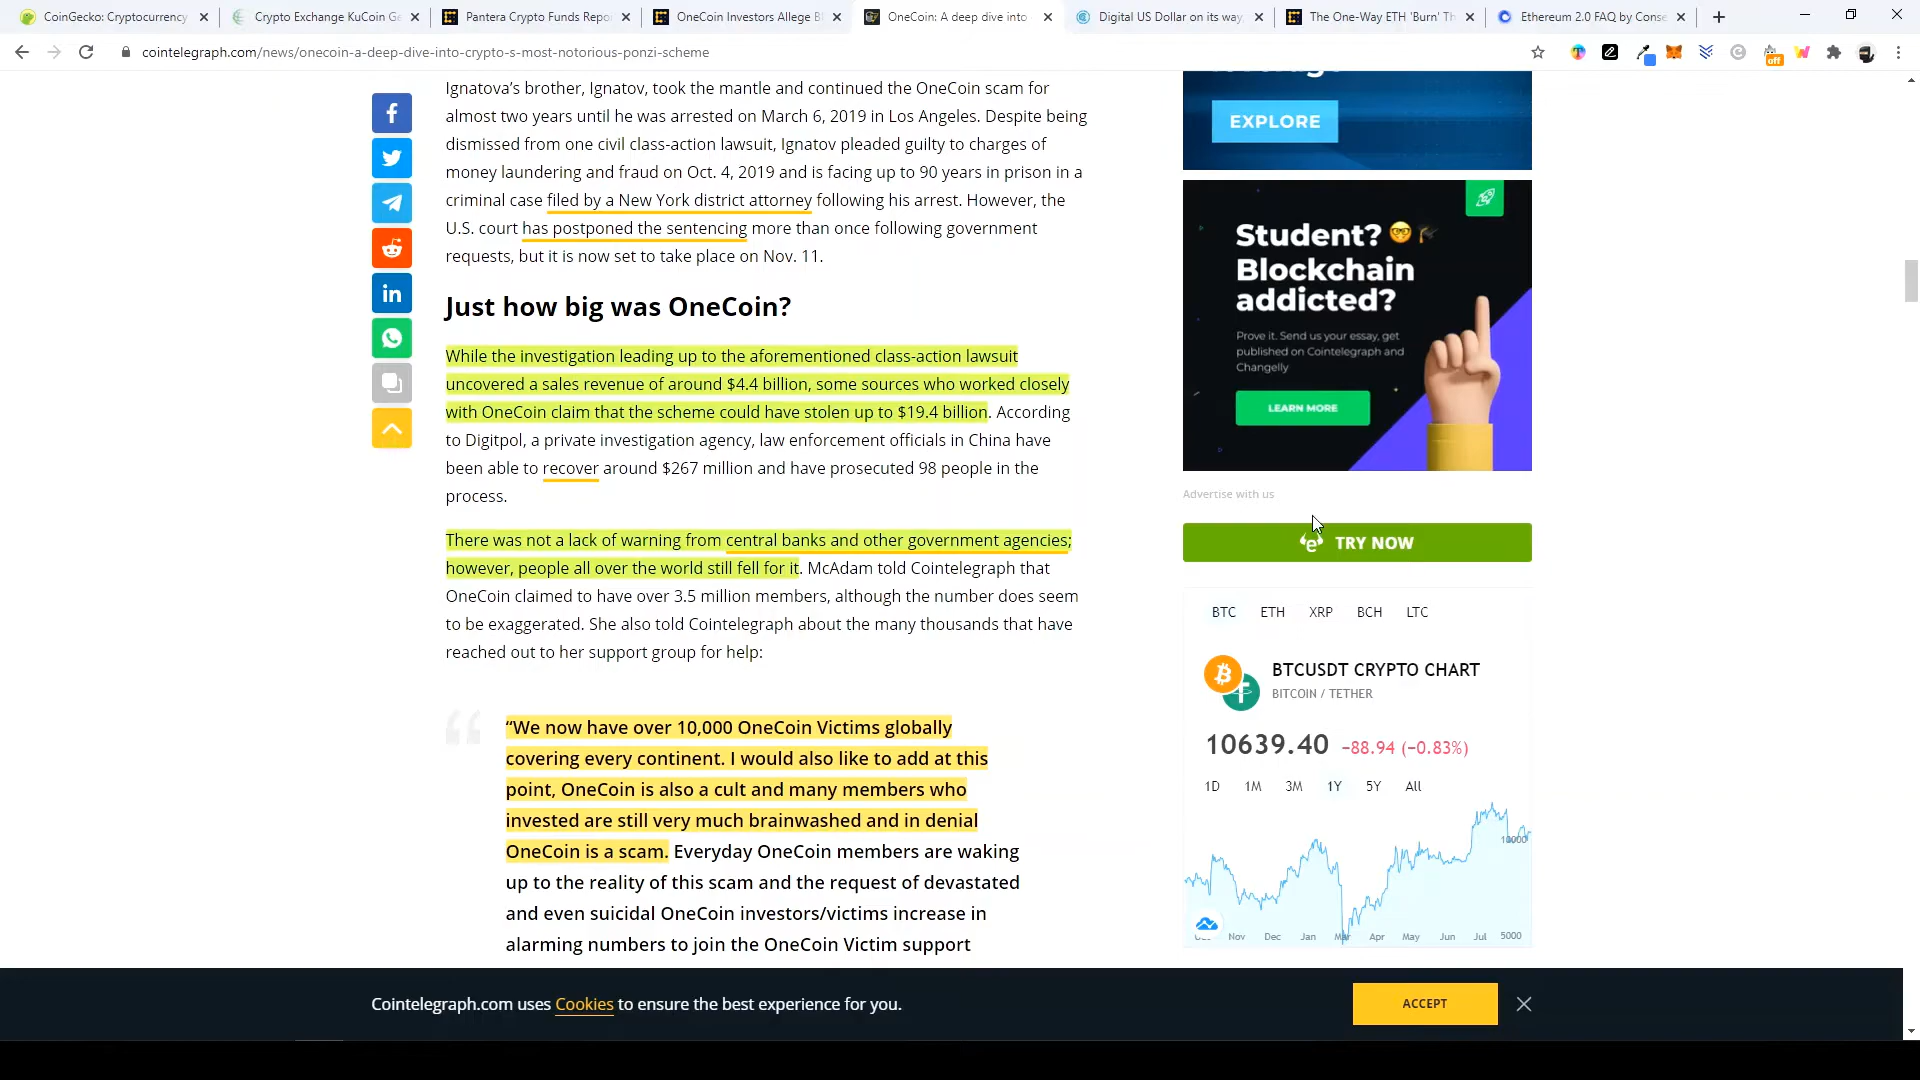 CoinGecko: Cryptocurrency
Crypto Exchange KuCoin Ge
Pantera Crypto Funds Repo
OneCoin Investors Allege B
OneCoin: A deep dive into
Digital US Dollar on its way
The One-Way ETH 'Burn' Th
Ethereum 2.0 FAQ by Conse
cointelegraph.com/news/onecoin-a-deep-dive-into-crypto-s-most-notorious-ponzi-scheme
off
Ignatova's brother, Ignatov, took the mantle and continued the OneCoin scam for
almost two years until he was arrested on March 6, 2019 in Los Angeles. Despite being
dismissed from one civil class-action lawsuit, Ignatov pleaded guilty to charges of
money laundering and fraud on Oct. 4, 2019 and is facing up to 90 years in prison in a
criminal case filed by a New York district attorney following his arrest. However, the
U.S. court has postponed the sentencing more than once following government
requests, but it is now set to take place on Nov. 11.
Just how big was OneCoin?
While the investigation leading up to the aforementioned class-action lawsuit
uncovered a sales revenue of around $4.4 billion, some sources who worked closely
with OneCoin claim that the scheme could have stolen up to $19.4 billion. According
to Digitpol, a private investigation agency, law enforcement officials in China have
been able to recover around $267 million and have prosecuted 98 people in the
process.
There was not a lack of warning from central banks and other government agencies;
however, people all over the world still fell for it. McAdam told Cointelegraph that
OneCoin claimed to have over 3.5 million members, although the number does seem
to be exaggerated. She also told Cointelegraph about the many thousands that have
reached out to her support group for help:
“We now have over 10,000 OneCoin Victims globally
covering every continent. I would also like to add at this
point, OneCoin is also a cult and many members who
invested are still very much brainwashed and in denial
OneCoin is a scam. Everyday OneCoin members are waking
up to the reality of this scam and the request of devastated
and even suicidal OneCoin investors/victims increase in
alarming numbers to join the OneCoin Victim support
EXPLORE
Student?
Blockchain
addicted?
Prove it. Send us your essay, get
published on Cointelegraph and
Changelly
LEARN MORE
Advertise with us
TRY NOW
BTC ETH XRP BCH LTC
BTCUSDT CRYPTO CHART
BITCOIN / TETHER
10639.40 −88.94 (−0.83%)
1D 1M 3M 1Y 5Y All
10000
Nov Dec Jan Mar Apr May Jun Jul 5000
Cointelegraph.com uses Cookies to ensure the best experience for you.
ACCEPT